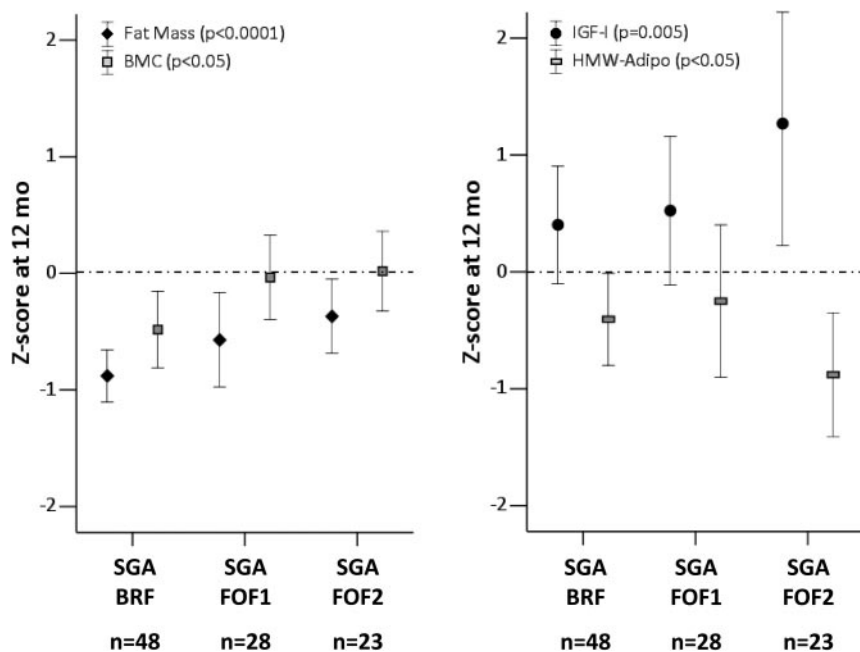 Fat Mass (p<0.0001)
BMC (p<0.05)
Z-score at 12 mo
2
1
0
-1
-2
SGA SGA SGA
BRF FOF1 FOF2
n=48 n=28 n=23
IGF-I (p=0.005)
HMW-Adipo (p<0.05)
Z-score at 12 mo
2
1
0
-1
-2
SGA SGA SGA
BRF FOF1 FOF2
n=48 n=28 n=23